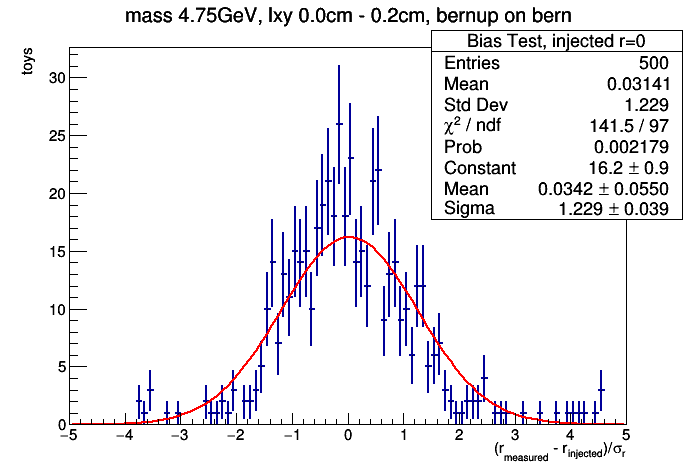 mass 4.75GeV, lxy 0.0cm - 0.2cm, bernup on bern
toys
Bias Test, injected r=0
Entries 500
Mean 0.03141
Std Dev 1.229
χ² / ndf 141.5 / 97
Prob 0.002179
Constant 16.2 ± 0.9
Mean 0.0342 ± 0.0550
Sigma 1.229 ± 0.039
30
25
20
15
10
5
0
−5 −4 −3 −2 −1 0 1 2 3 4 5
(r_measured - r_injected)/σ_r